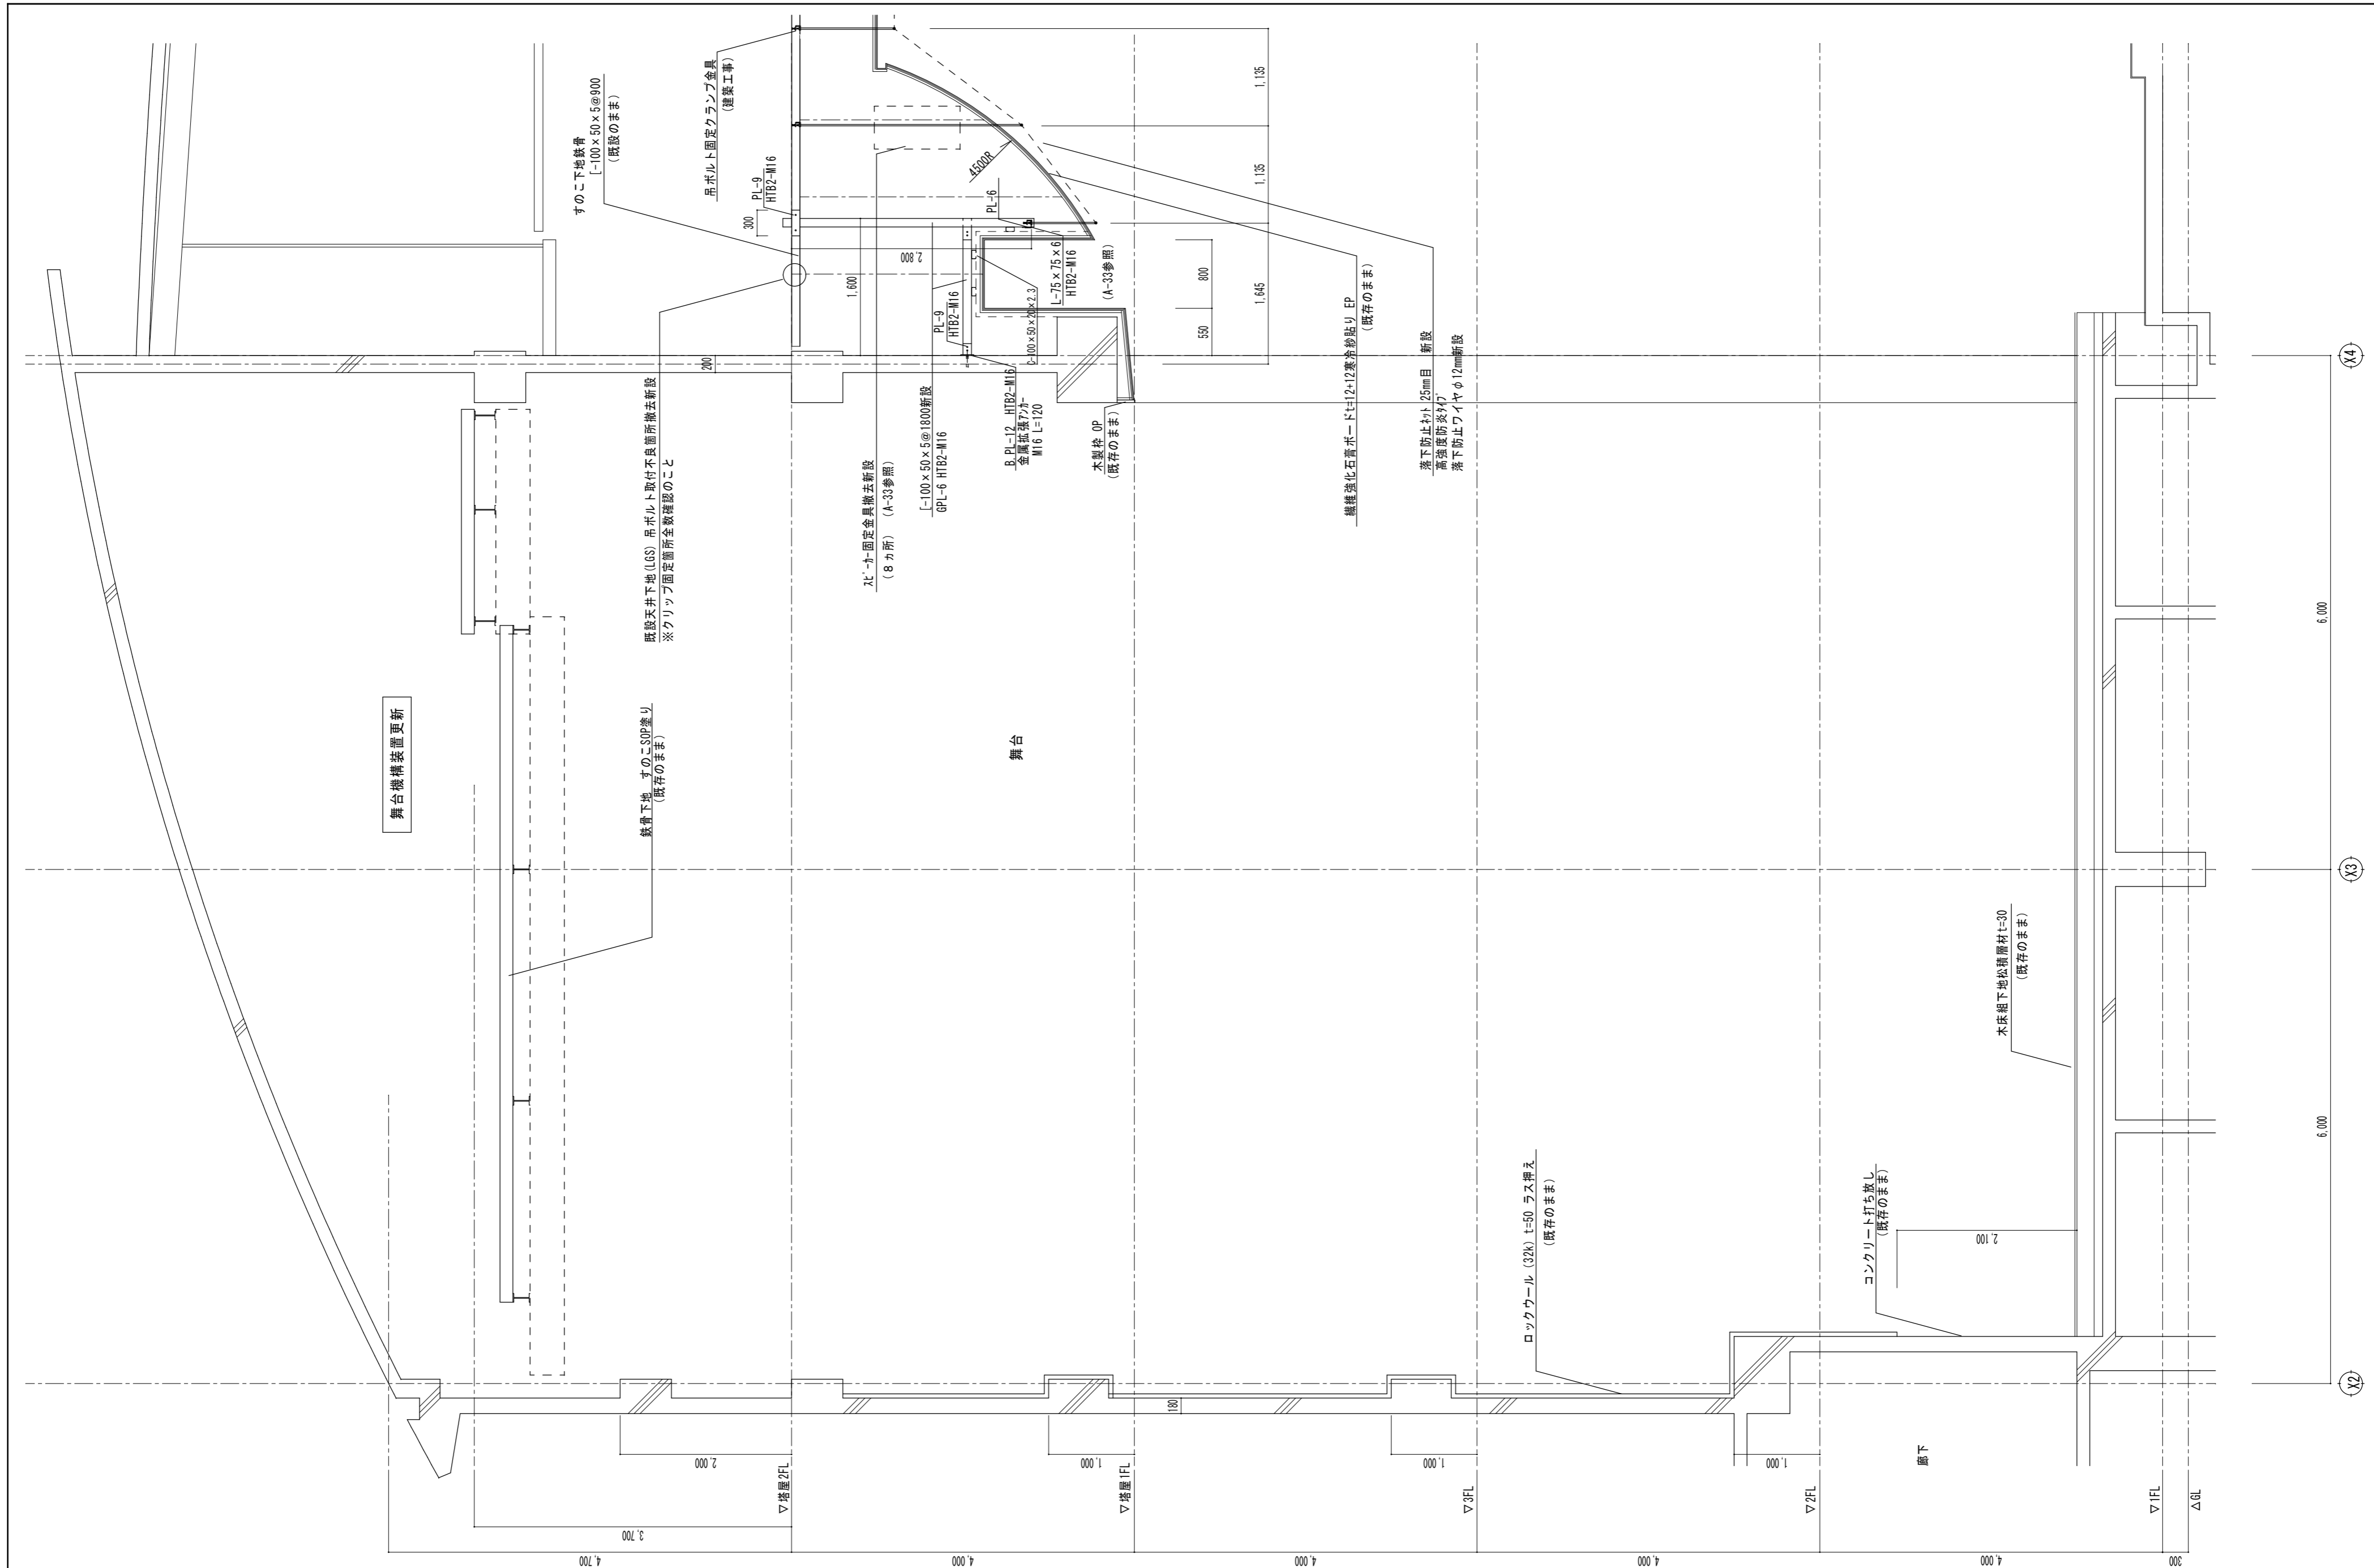 舞台機構装置更新
鉄骨下地 すのこSOP塗り
(既存のまま)
すのこ下地鉄骨
[-100×50×5@900
(既設のまま)
吊ボルト固定クランプ金具
(建築工事)
PL-9
HTB2-M16
300
既設天井下地(LGS) 吊ボルト取付不良箇所撤去新設
※クリップ固定箇所全数確認のこと
200
1,600
2,800
4500R
PL-6
スピーカー固定金具撤去新設
(8ヵ所) (A-33参照)
[-100×50×5@1800新設
GPL-6 HTB2-M16
PL-9
HTB2-M16
B.PL-12 HTB2-M16
金属拡張アンカー
M16 L=120
C-100×50×20×2.3
L-75×75×6
HTB2-M16
(A-33参照)
木製枠 OP
(既存のまま)
550
800
1,645
1,135
1,135
繊維強化石膏ボードt=12+12寒冷紗貼り EP
(既存のまま)
落下防止ネット 25mm目 新設
高強度防炎タイプ
落下防止ワイヤ φ12mm新設
舞台
ロックウール (32k) t=50 ラス押え
(既存のまま)
コンクリート打ち放し
(既存のまま)
2,100
木床組下地松積層材t=30
(既存のまま)
180
廊下
2,000
1,000
1,000
1,000
3,700
4,700
4,000
4,000
4,000
4,000
300
▽塔屋2FL
▽塔屋1FL
▽3FL
▽2FL
▽1FL
△GL
6,000
6,000
X2
X3
X4